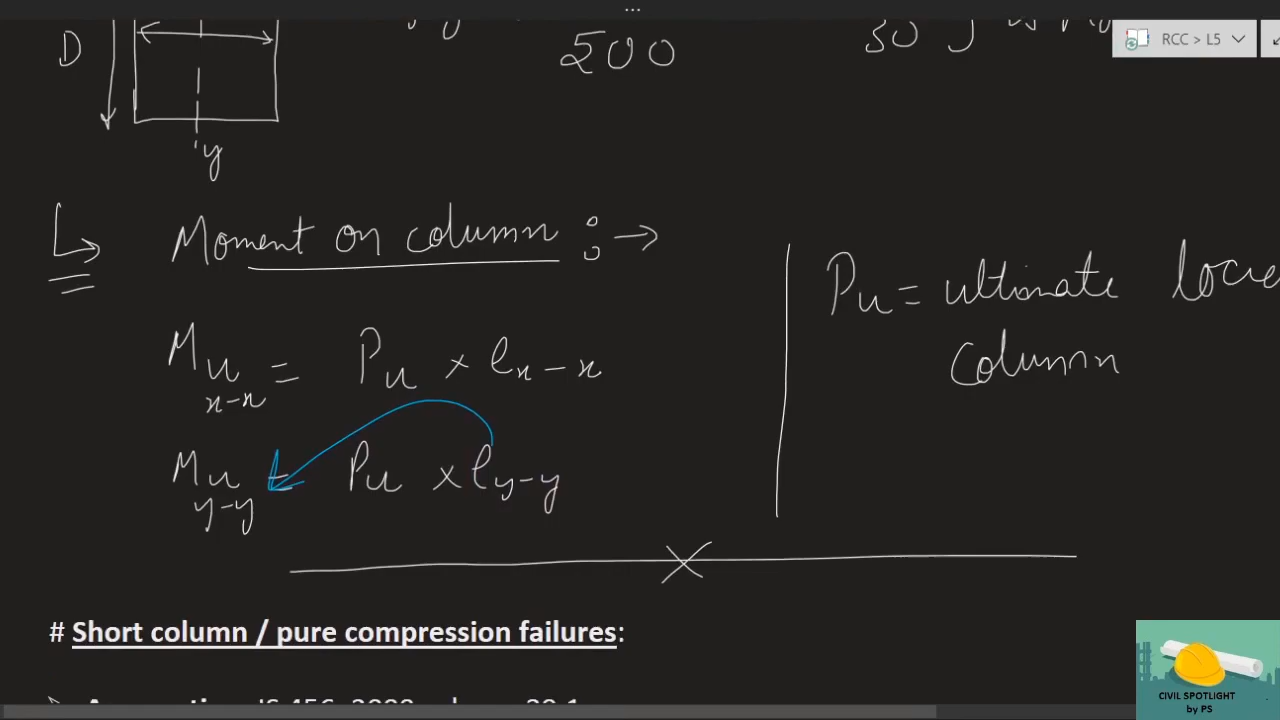 ...
D
500
30
RCC > L5
y
Moment on column :→
Pu = ultimate
column
Mu x-x = Pu × ex-x
Mu y-y = Pu × ey-y
# Short column / pure compression failures:
CIVIL SPOTLIGHT
by PS